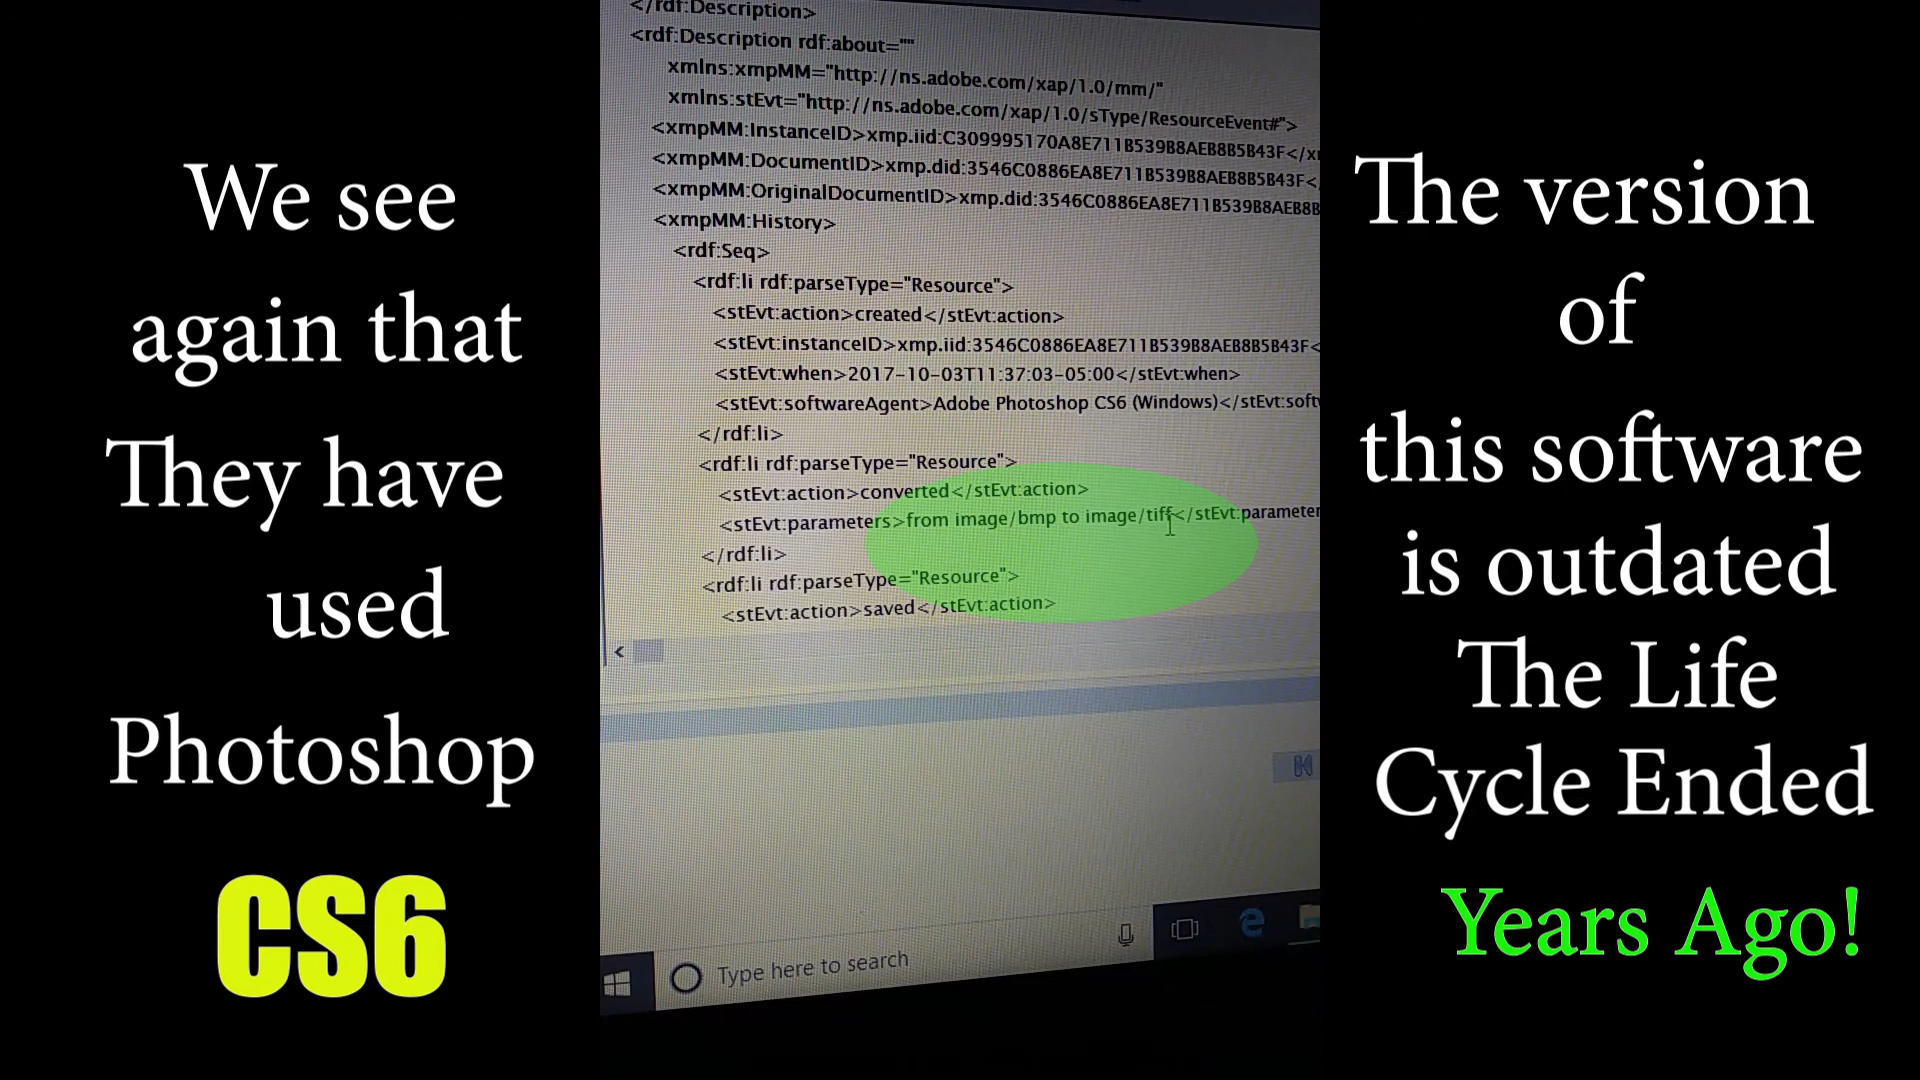 We see
again that
They have
used
Photoshop
CS6
</rdf:Description>
<rdf:Description rdf:about=""
xmlns:xmpMM="http://ns.adobe.com/xap/1.0/mm/"
xmlns:stEvt="http://ns.adobe.com/xap/1.0/sType/ResourceEvent#">
<xmpMM:InstanceID>xmp.iid:C309995170A8E711B539B8AEB8B5B43F</x
<xmpMM:DocumentID>xmp.did:3546C0886EA8E711B539B8AEB8B5B43F<
<xmpMM:OriginalDocumentID>xmp.did:3546C0886EA8E711B539B8AEB8B
<xmpMM:History>
<rdf:Seq>
<rdf:li rdf:parseType="Resource">
<stEvt:action>created</stEvt:action>
<stEvt:instanceID>xmp.iid:3546C0886EA8E711B539B8AEB8B5B43F<
<stEvt:when>2017-10-03T11:37:03-05:00</stEvt:when>
<stEvt:softwareAgent>Adobe Photoshop CS6 (Windows)</stEvt:soft
</rdf:li>
<rdf:li rdf:parseType="Resource">
<stEvt:action>converted</stEvt:action>
<stEvt:parameters>from image/bmp to image/tiff</stEvt:parameter
</rdf:li>
<rdf:li rdf:parseType="Resource">
<stEvt:action>saved</stEvt:action>
Type here to search
The version
of
this software
is outdated
The Life
Cycle Ended
Years Ago!